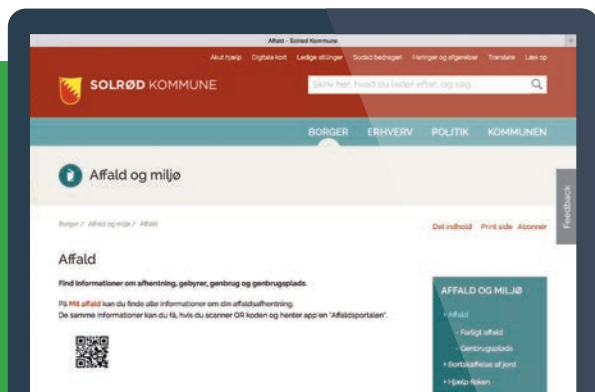 Affald - Solrød Kommune
Akut hjælp Digitale kort Ledige stillinger Social bedrageri Høringer og afgørelser Translate Læs op
SOLRØD KOMMUNE
Skriv her, hvad du leder efter, og søg...
BORGER ERHVERV POLITIK KOMMUNEN
Affald og miljø
Feedback
Borger / Affald og miljø / Affald
Del indhold Print side Abonnér
Affald
Find informationer om afhentning, gebyrer, genbrug og genbrugsplads.
På Mit affald kan du finde alle informationer om din affaldsafhentning.
De samme informationer kan du få, hvis du scanner QR koden og henter app'en "Affaldsportalen".
AFFALD OG MILJØ
Affald
- Farligt affald
- Genbrugsplads
Bortskaffelse af jord
Hjælp fisken